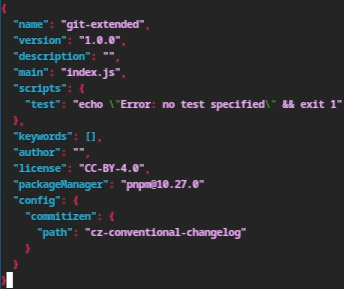 {
  "name": "git-extended",
  "version": "1.0.0",
  "description": "",
  "main": "index.js",
  "scripts": {
    "test": "echo \"Error: no test specified\" && exit 1"
  },
  "keywords": [],
  "author": "",
  "license": "CC-BY-4.0",
  "packageManager": "pnpm@10.27.0"
  "config": {
    "commitizen": {
      "path": "cz-conventional-changelog"
    }
  }
}